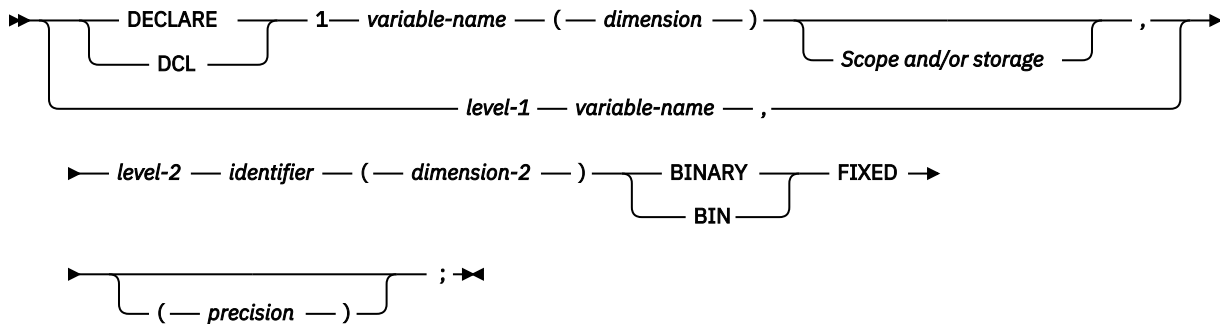 DECLARE 1 variable-name ( dimension ) ,
DCL Scope and/or storage
level-1 variable-name ,
level-2 identifier ( dimension-2 ) BINARY FIXED
BIN
;
( precision )